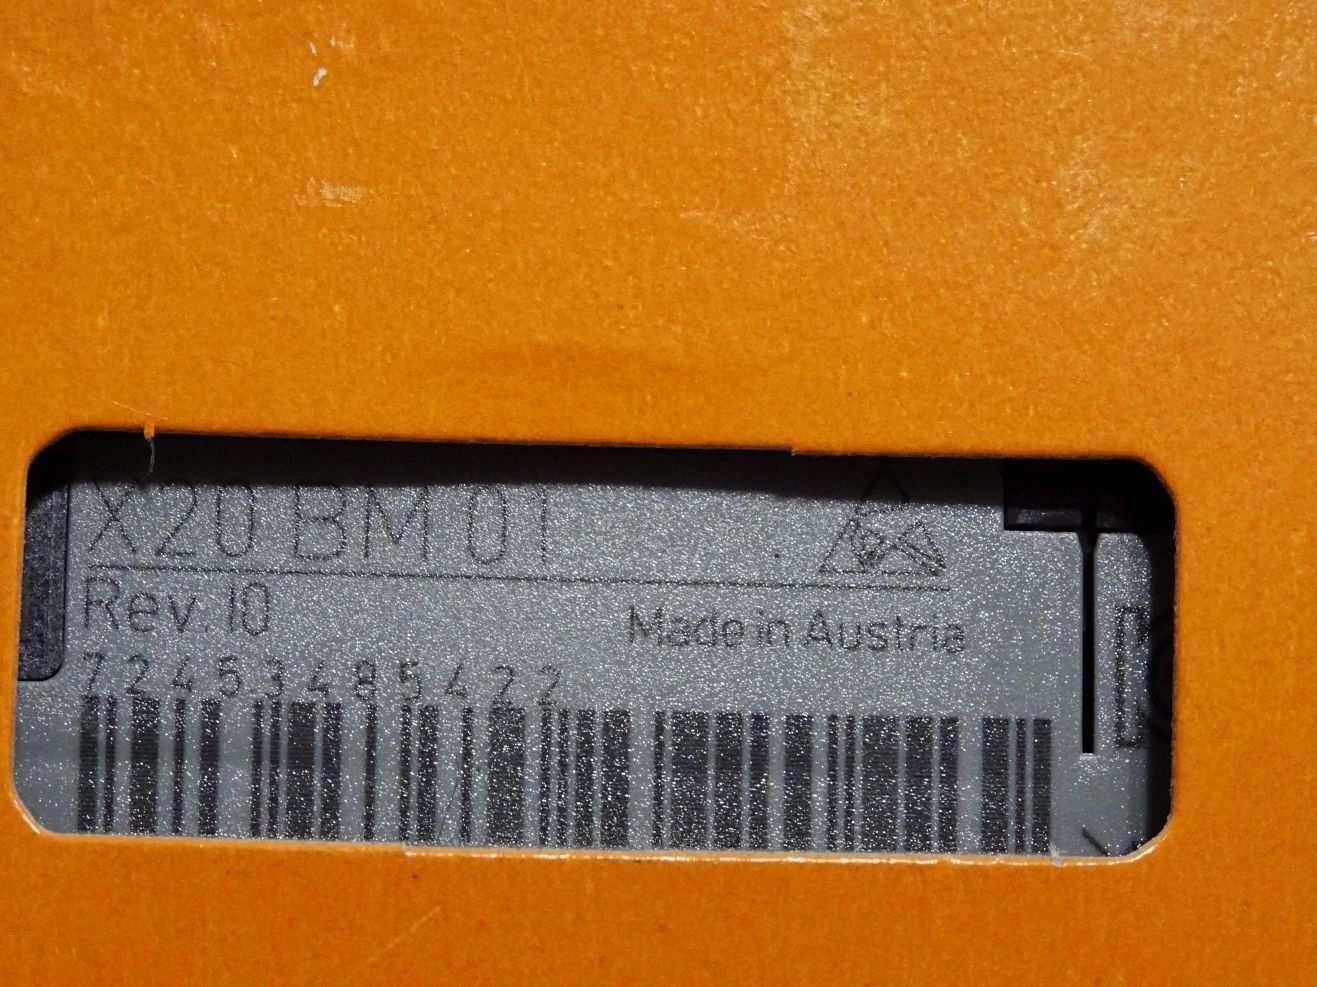 X20 BM 01
Rev. I0
Made in Austria
72453485422